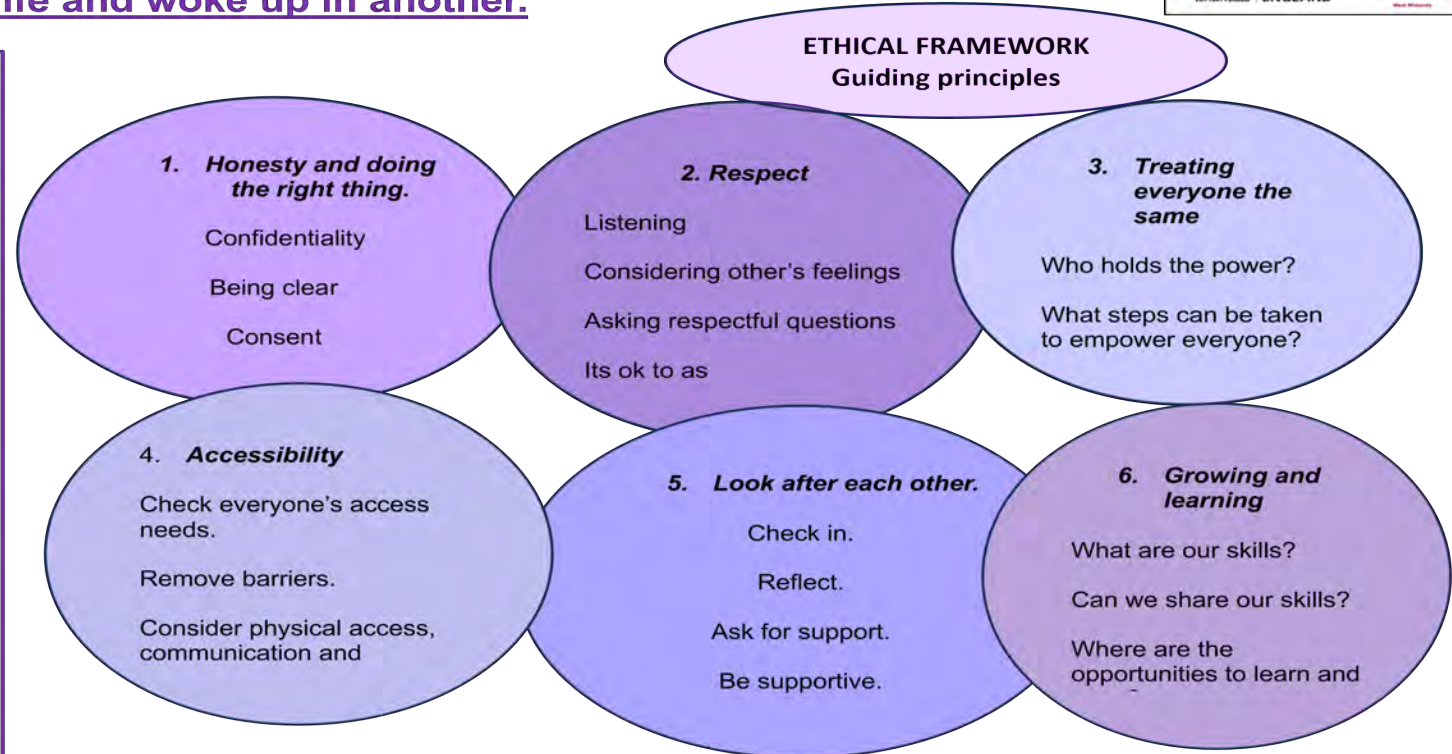 life and woke up in another.
ENGLAND
West Midlands
ETHICAL FRAMEWORK
Guiding principles
1. Honesty and doing
the right thing.
Confidentiality
Being clear
Consent
2. Respect
Listening
Considering other's feelings
Asking respectful questions
Its ok to as
3. Treating
everyone the
same
Who holds the power?
What steps can be taken
to empower everyone?
4. Accessibility
Check everyone's access
needs.
Remove barriers.
Consider physical access,
communication and
5. Look after each other.
Check in.
Reflect.
Ask for support.
Be supportive.
6. Growing and
learning
What are our skills?
Can we share our skills?
Where are the
opportunities to learn and